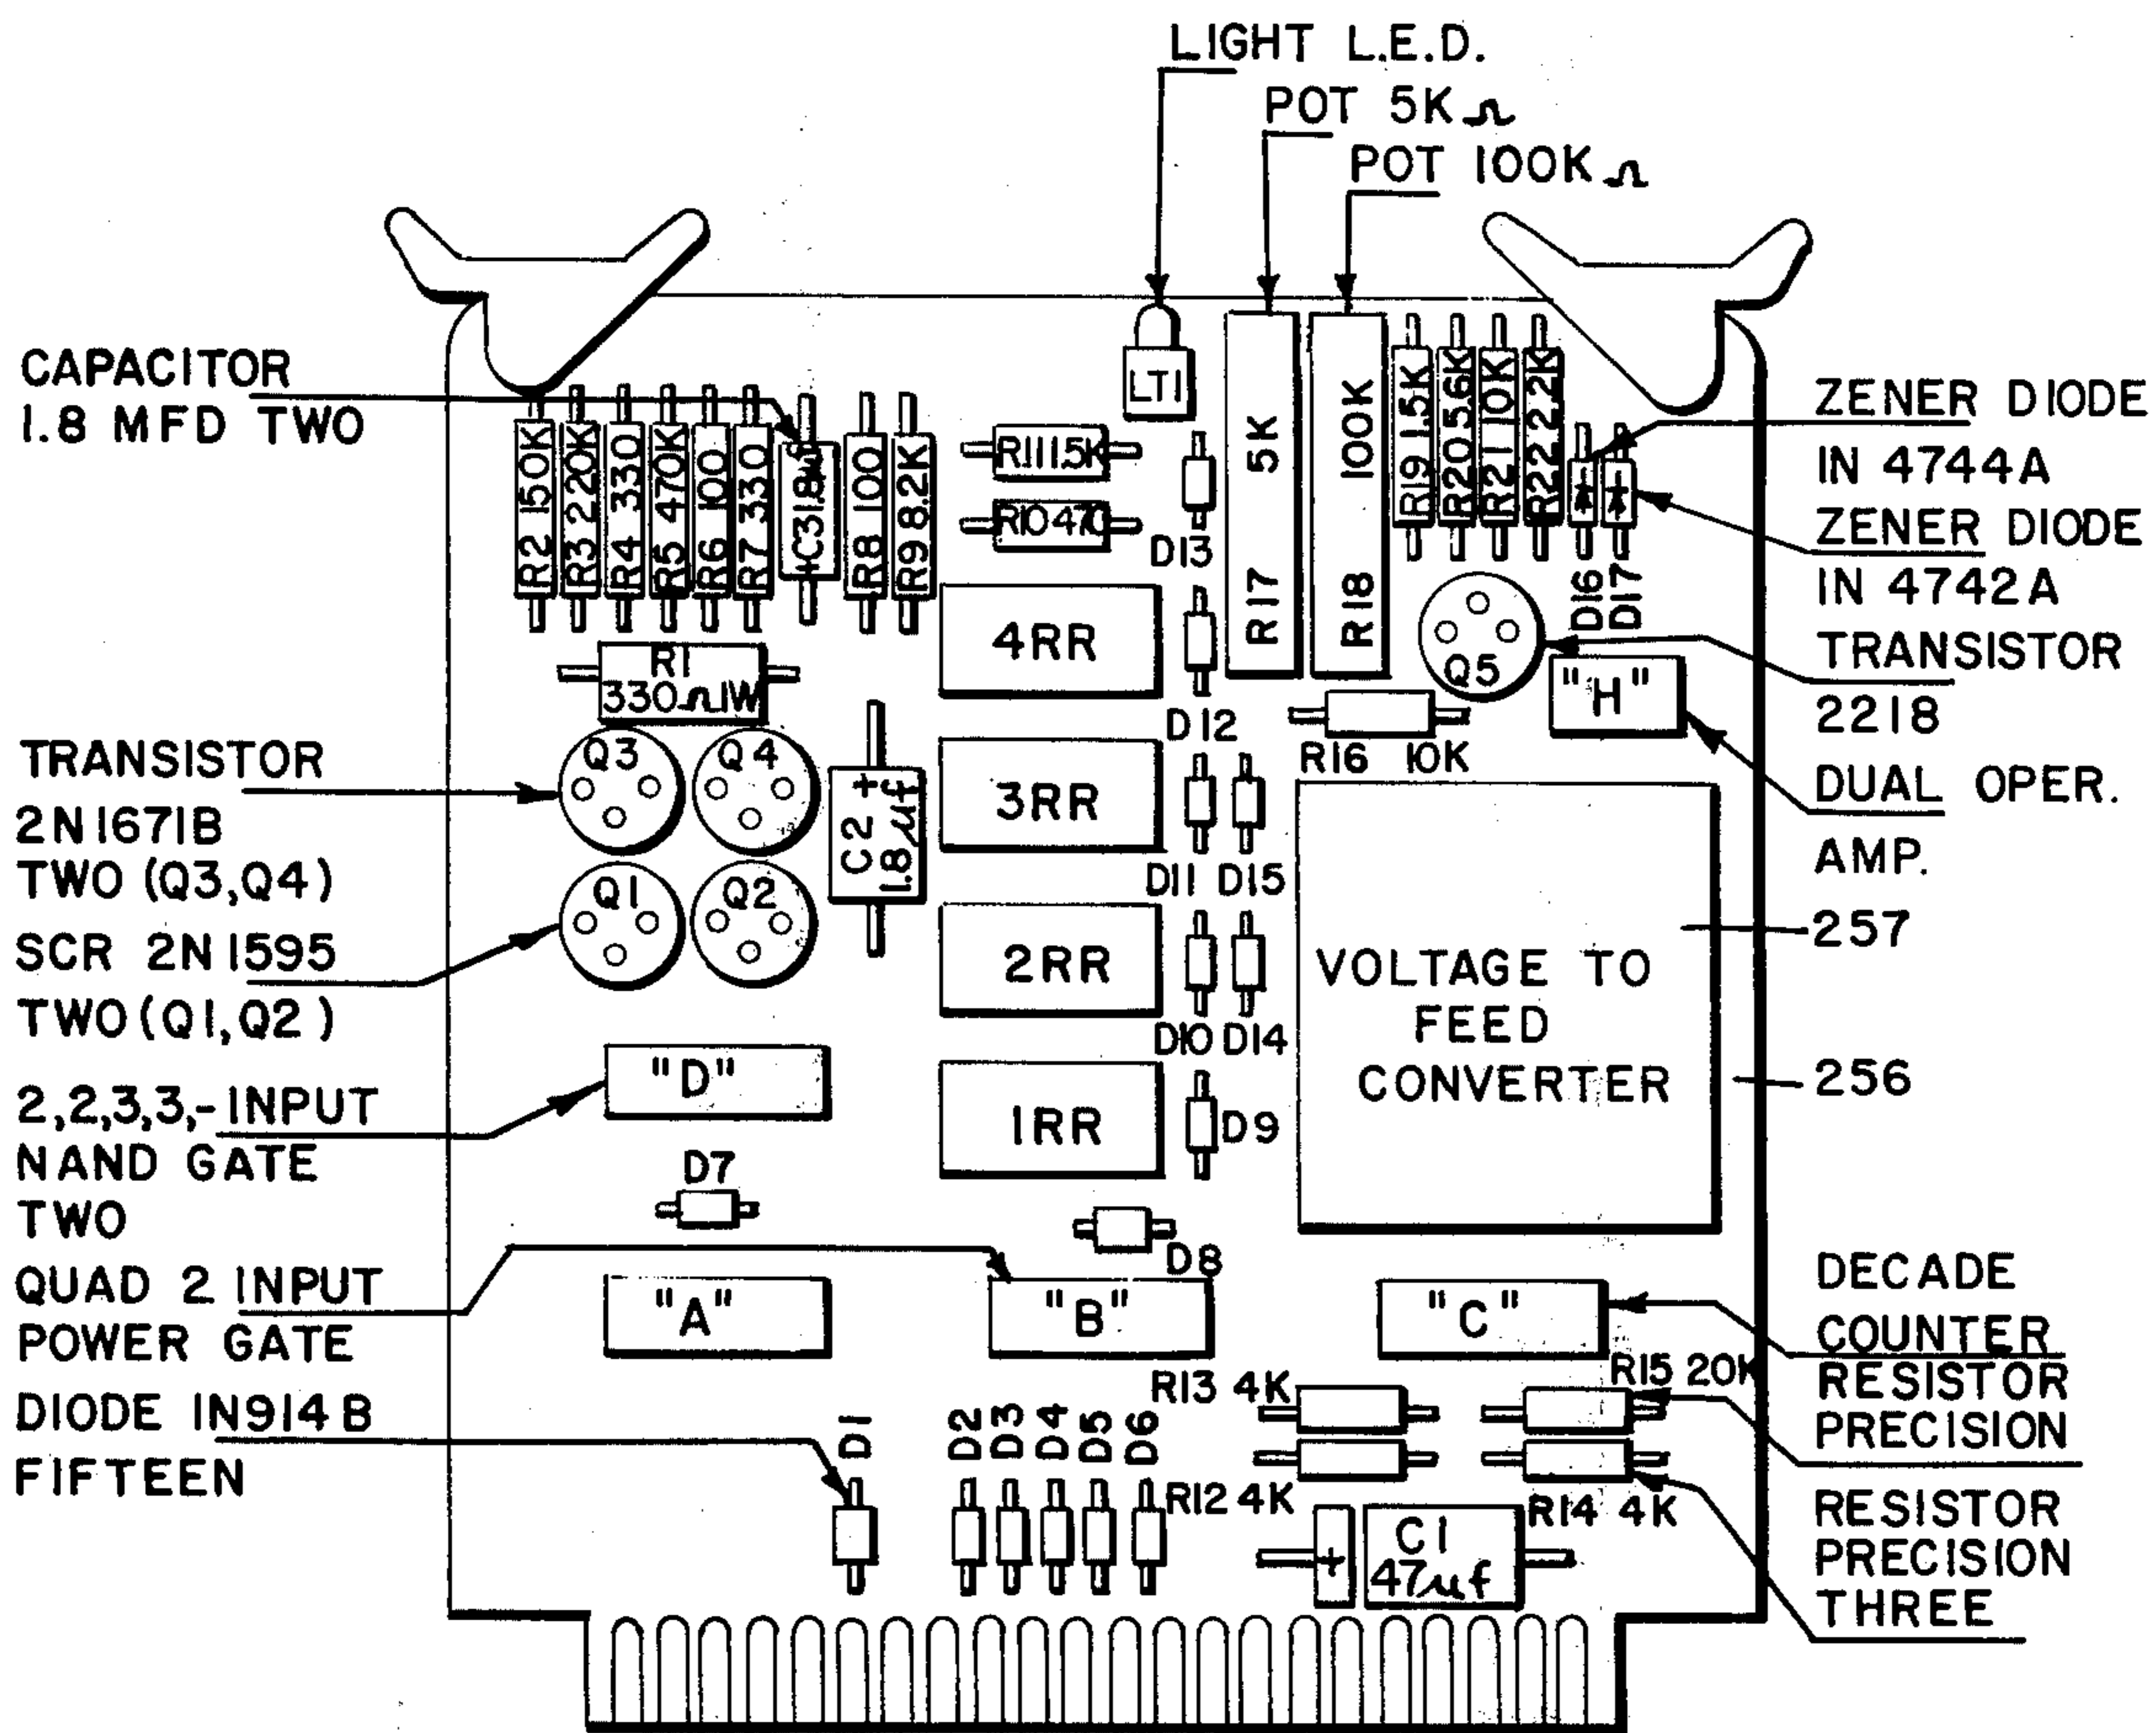 LIGHT L.E.D.
POT 5K Ω
POT 100K Ω
CAPACITOR
1.8 MFD TWO
TRANSISTOR
2N1671B
TWO (Q3,Q4)
SCR 2N1595
TWO (Q1,Q2)
2,2,3,3,-INPUT
NAND GATE
TWO
QUAD 2 INPUT
POWER GATE
DIODE IN914B
FIFTEEN
R2 150K
R3 220K
R4 330
R5 470K
R6 100
R7 330
+C3 1.8
R8 100
R9 8.2K
R11 1.5K
R10 470
LT1
D13
R17 5K
R18 100K
R19 1.5K
R20 5.6K
R21 10K
R22 2.2K
D16
D17
R1
330Ω1W
4RR
D12
Q5
"H"
R16 10K
Q3
Q4
C2 +
1.8µf
3RR
D11
D15
Q1
Q2
2RR
D10
D14
VOLTAGE TO
FEED
CONVERTER
"D"
1RR
D9
D7
D8
"A"
"B"
"C"
R13 4K
R15 20K
D1
D2
D3
D4
D5
D6
R12 4K
R14 4K
+
C1
47µf
ZENER DIODE
IN 4744A
ZENER DIODE
IN 4742A
TRANSISTOR
2218
DUAL OPER.
AMP.
257
256
DECADE
COUNTER
RESISTOR
PRECISION
RESISTOR
PRECISION
THREE